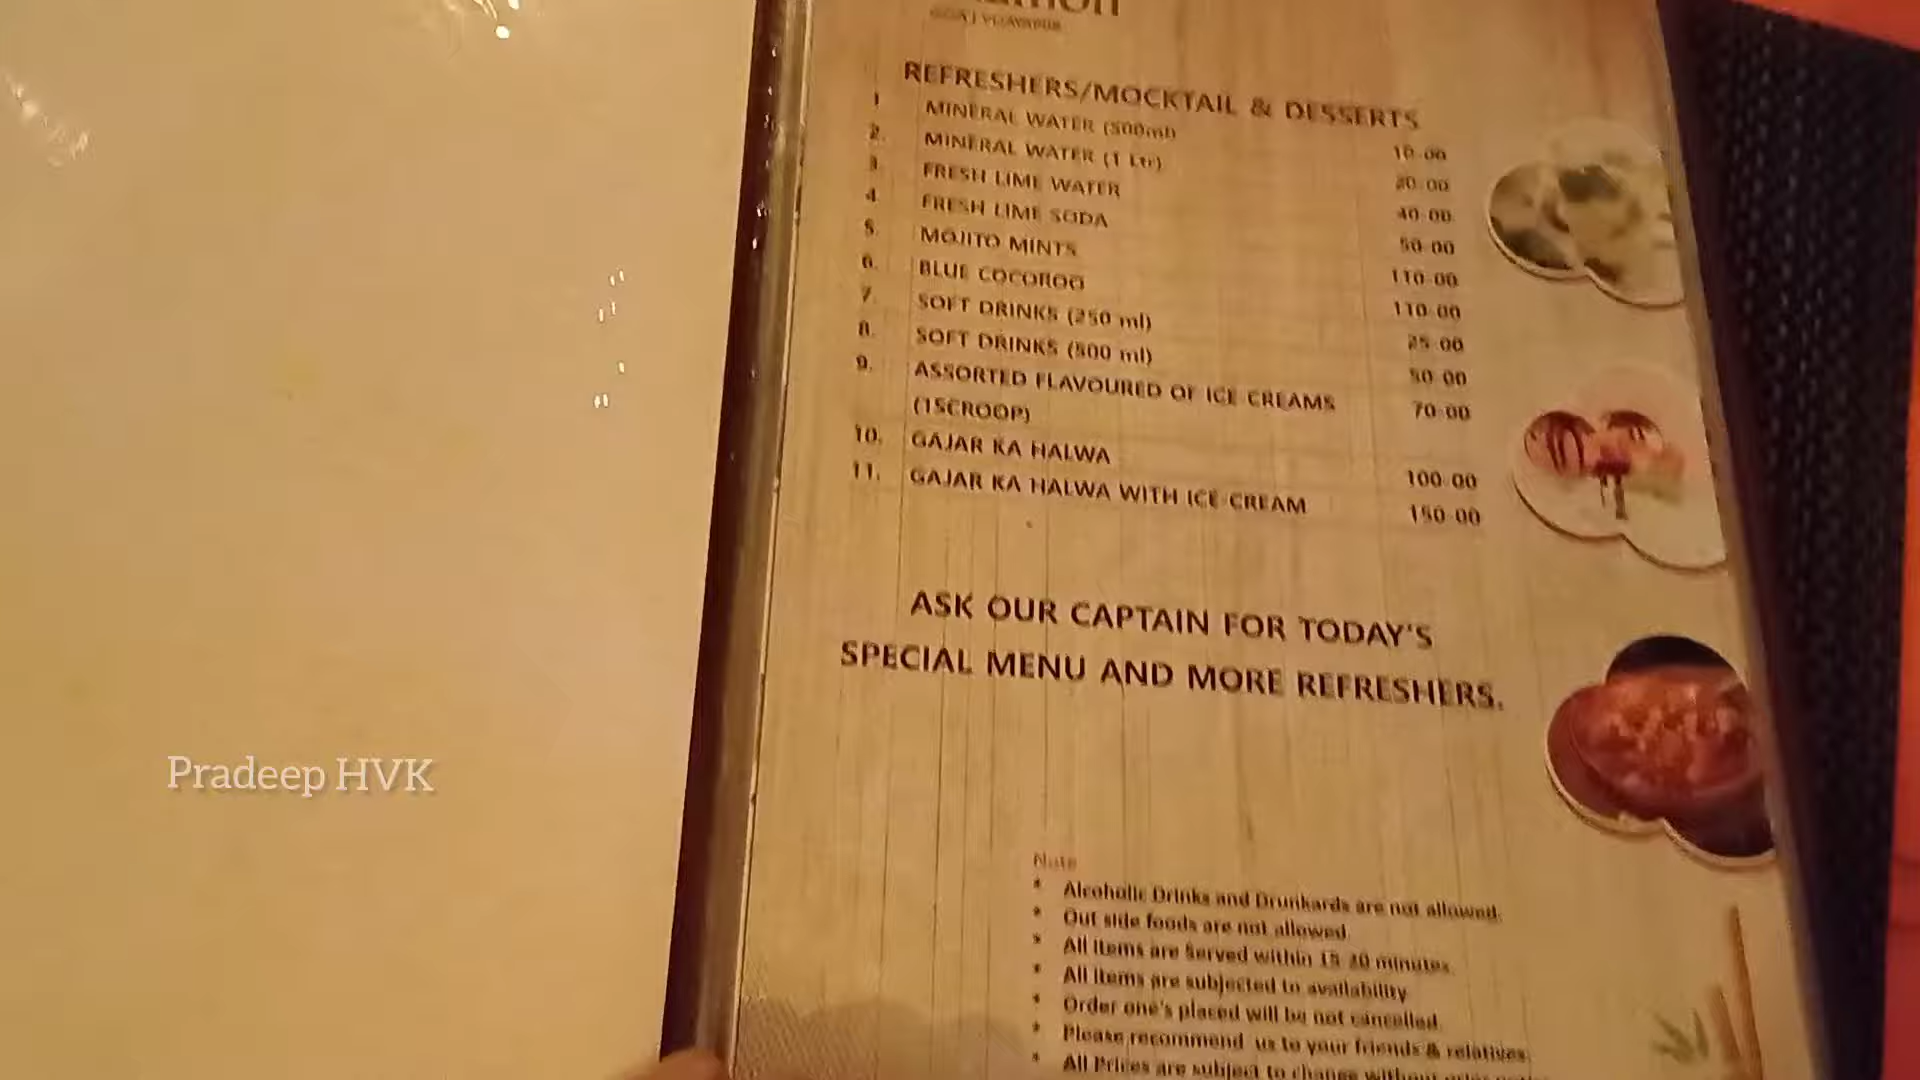 GOA | VIJAYAPUR
REFRESHERS/MOCKTAIL & DESSERTS
1. MINERAL WATER (500ml) 10-00
2. MINERAL WATER (1 Ltr) 20-00
3. FRESH LIME WATER 40-00
4. FRESH LIME SODA 50-00
5. MOJITO MINTS 110-00
6. BLUE COCOROO 110-00
7. SOFT DRINKS (250 ml) 25-00
8. SOFT DRINKS (500 ml) 50-00
9. ASSORTED FLAVOURED OF ICE CREAMS 70-00
(1SCROOP)
10. GAJAR KA HALWA 100-00
11. GAJAR KA HALWA WITH ICE-CREAM 150-00
ASK OUR CAPTAIN FOR TODAY'S
SPECIAL MENU AND MORE REFRESHERS.
Pradeep HVK
Note
* Alcoholic Drinks and Drunkards are not allowed.
* Out side foods are not allowed.
* All items are Served within 15-20 minutes.
* All items are subjected to availability
* Order one's placed will be not cancelled.
* Please recommend us to your friends & relatives.
* All Prices are subject to change without